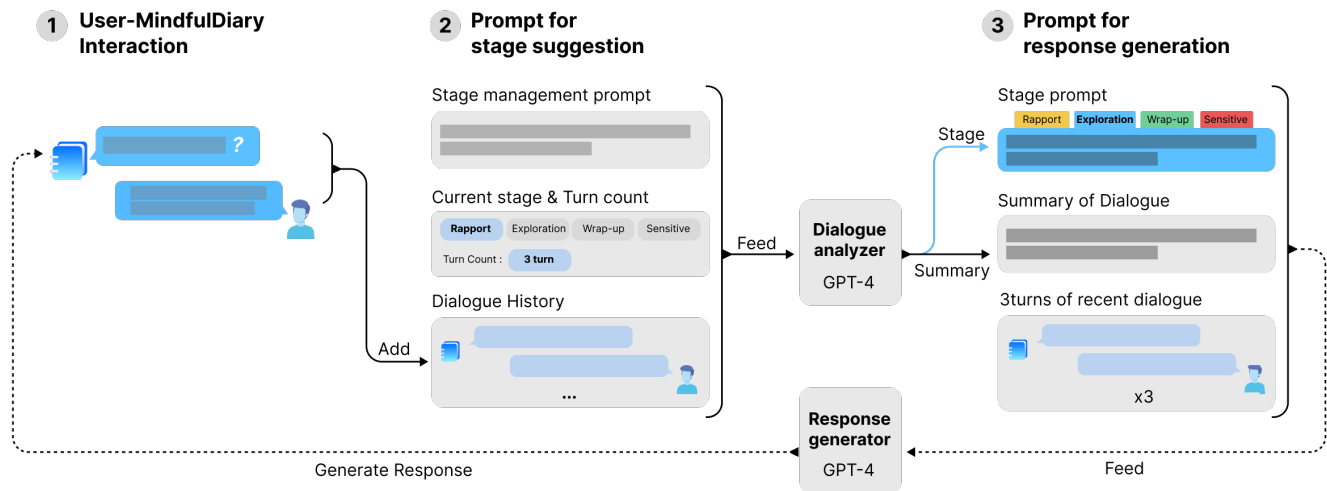 1 User-MindfulDiary
Interaction
?
2 Prompt for
stage suggestion
Stage management prompt
Current stage & Turn count
Rapport Exploration Wrap-up Sensitive
Turn Count : 3 turn
Dialogue History
...
Add
Feed
Dialogue
analyzer
GPT-4
Stage
Summary
3 Prompt for
response generation
Stage prompt
Rapport Exploration Wrap-up Sensitive
Summary of Dialogue
3turns of recent dialogue
x3
Feed
Response
generator
GPT-4
Generate Response